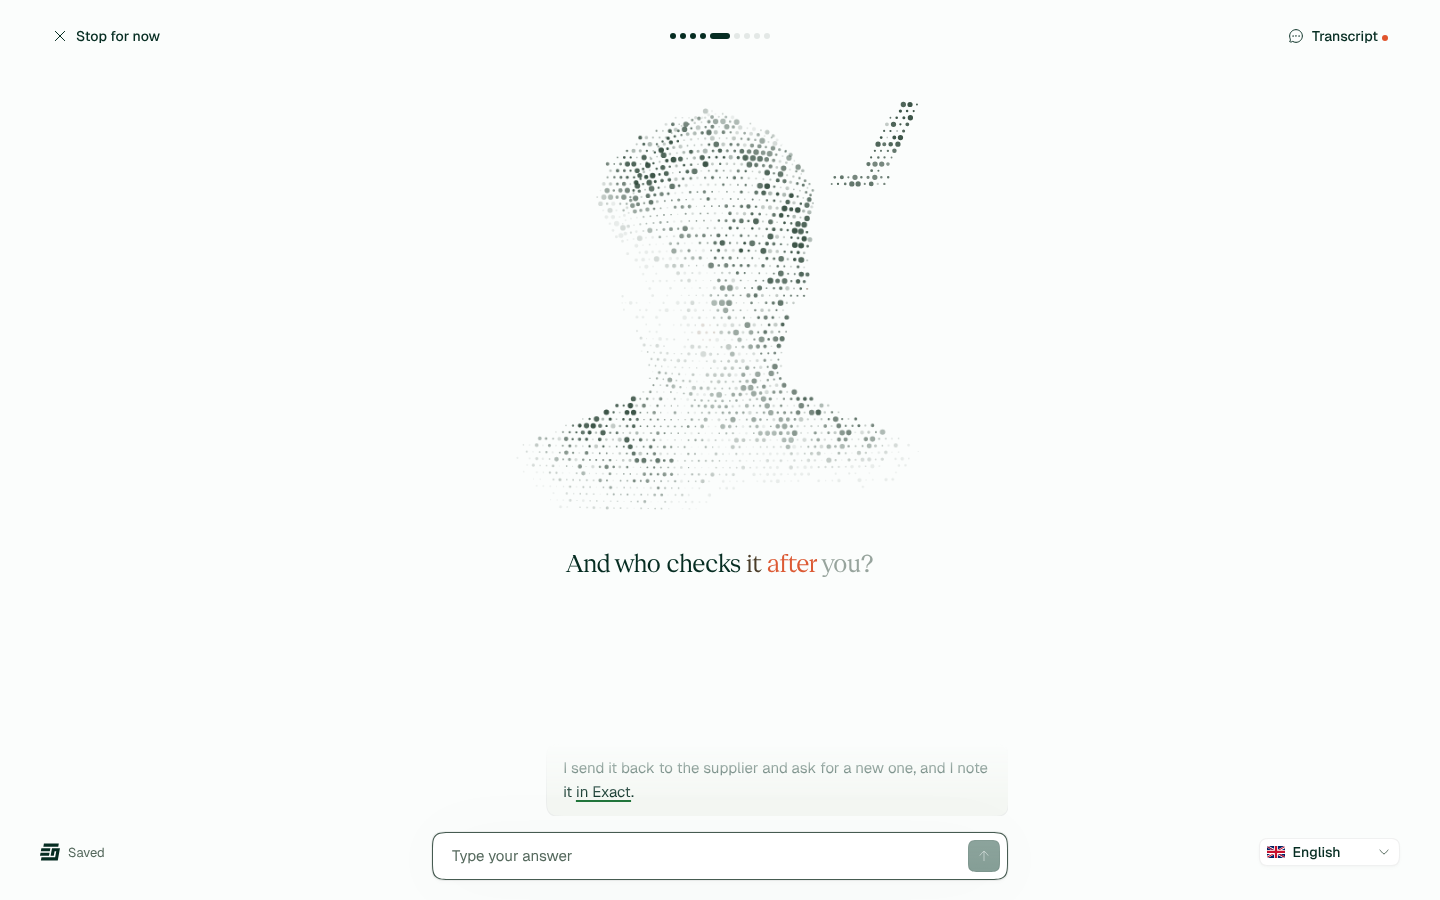 Stop for now
Transcript
And who checks it after you?
I send it back to the supplier and ask for a new one, and I note
it in Exact.
Type your answer
Saved
English